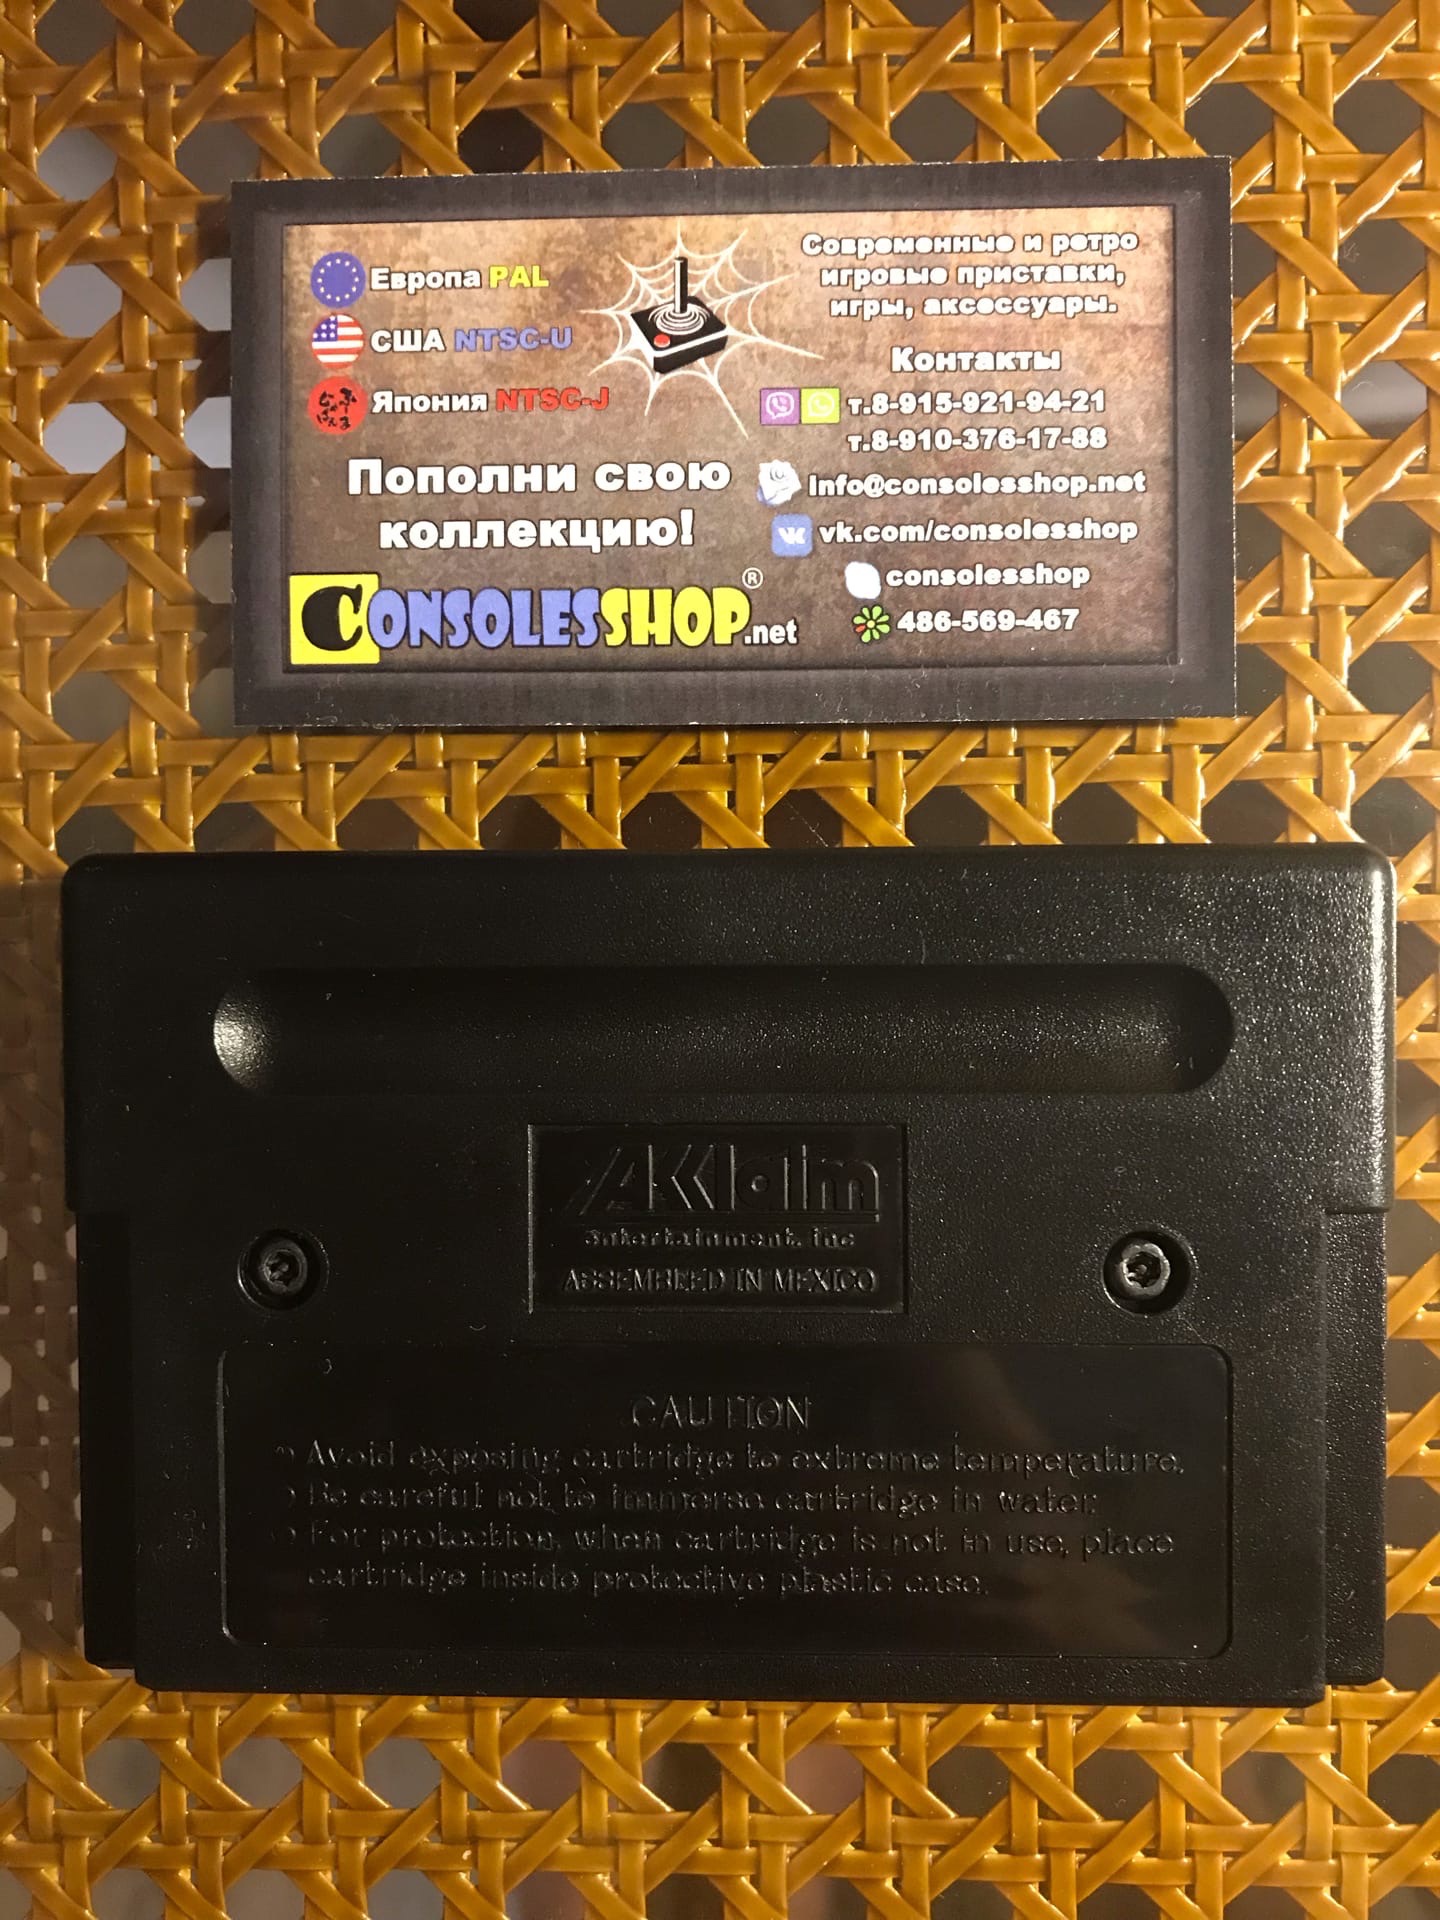 Европа PAL
США NTSC-U
Япония NTSC-J
Пополни свою
коллекцию!
CONSOLESSHOP.net
®
Современные и ретро
игровые приставки,
игры, аксессуары.
Контакты
т.8-915-921-94-21
т.8-910-376-17-88
info@consolesshop.net
vk.com/consolesshop
consolesshop
486-569-467
AKKlaim
entertainment, inc
ASSEMBLED IN MEXICO
CAUTION
Avoid exposing cartridge to extreme temperature.
Be careful not to immerse cartridge in water.
For protection, when cartridge is not in use, place
cartridge inside protective plastic case.